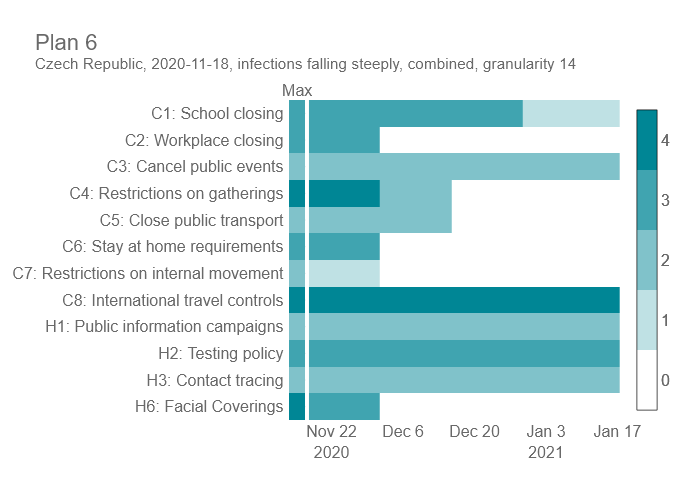 Plan 6
Czech Republic, 2020-11-18, infections falling steeply, combined, granularity 14
Max
C1: School closing
C2: Workplace closing
C3: Cancel public events
C4: Restrictions on gatherings
C5: Close public transport
C6: Stay at home requirements
C7: Restrictions on internal movement
C8: International travel controls
H1: Public information campaigns
H2: Testing policy
H3: Contact tracing
H6: Facial Coverings
4
3
2
1
0
Nov 22 Dec 6 Dec 20 Jan 3 Jan 17
2020 2021